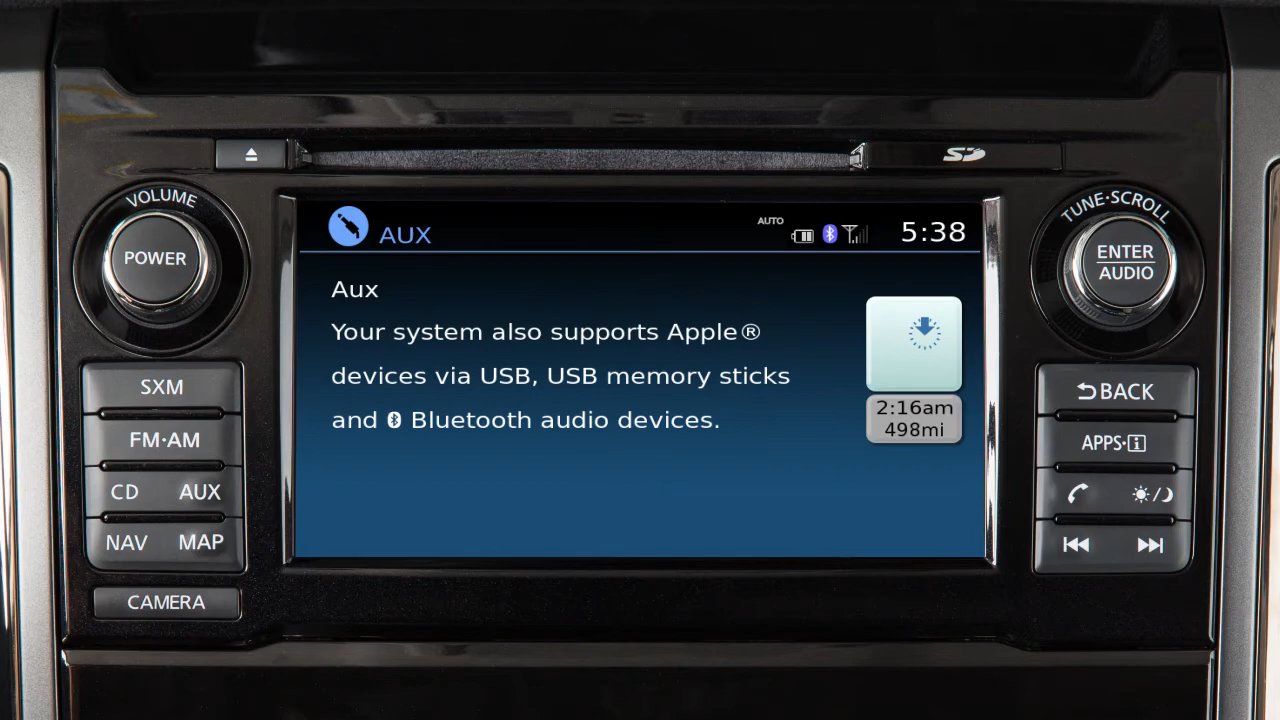 SD
VOLUME
POWER
AUX
AUTO
5:38
TUNE·SCROLL
ENTER
AUDIO
Aux
Your system also supports Apple®
devices via USB, USB memory sticks
and Bluetooth audio devices.
2:16am
498mi
SXM
FM·AM
CD AUX
NAV MAP
CAMERA
BACK
APPS·i